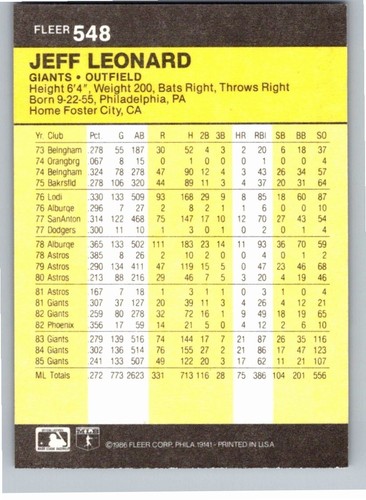 FLEER 548
JEFF LEONARD
GIANTS • OUTFIELD
Height 6'4", Weight 200, Bats Right, Throws Right
Born 9-22-55, Philadelphia, PA
Home Foster City, CA
Yr. Club Pct. G AB R H 2B 3B HR RBI SB BB SO
73 Belngham .278 55 187 30 52 4 3 2 20 6 18 37
74 Orangbrg .067 8 15 0 1 0 0 0 1 0 0 4
74 Belngham .324 78 278 47 90 12 4 3 43 26 34 57
75 Bakrsfld .278 106 320 44 89 11 3 4 37 20 31 64
76 Lodi .330 133 509 93 168 29 9 8 85 18 60 87
76 Alburqe .296 7 27 2 8 2 1 1 6 0 1 0
77 SanAnton .314 122 468 75 147 17 10 12 70 27 43 54
77 Dodgers .300 11 10 1 3 0 1 0 2 0 1 4
78 Alburqe .365 133 502 111 183 23 14 11 93 36 70 59
78 Astros .385 8 26 2 10 2 0 0 4 0 1 2
79 Astros .290 134 411 47 119 15 5 0 47 23 46 68
80 Astros .213 88 216 29 46 7 5 3 20 4 19 46
81 Astros .167 7 18 1 3 1 1 0 3 1 0 4
81 Giants .307 37 127 20 39 11 3 4 26 4 12 21
82 Giants .259 80 278 32 72 16 1 9 49 18 19 65
82 Phoenix .356 17 59 14 21 5 0 4 12 2 6 10
83 Giants .279 139 516 74 144 17 7 21 87 26 35 116
84 Giants .302 136 514 76 155 27 2 21 86 17 47 123
85 Giants .241 133 507 49 122 20 3 17 62 11 21 107
ML Totals .272 773 2623 331 713 116 28 75 386 104 201 556
MLB
©1986 FLEER CORP. PHILA. 19141 - PRINTED IN U.S.A.